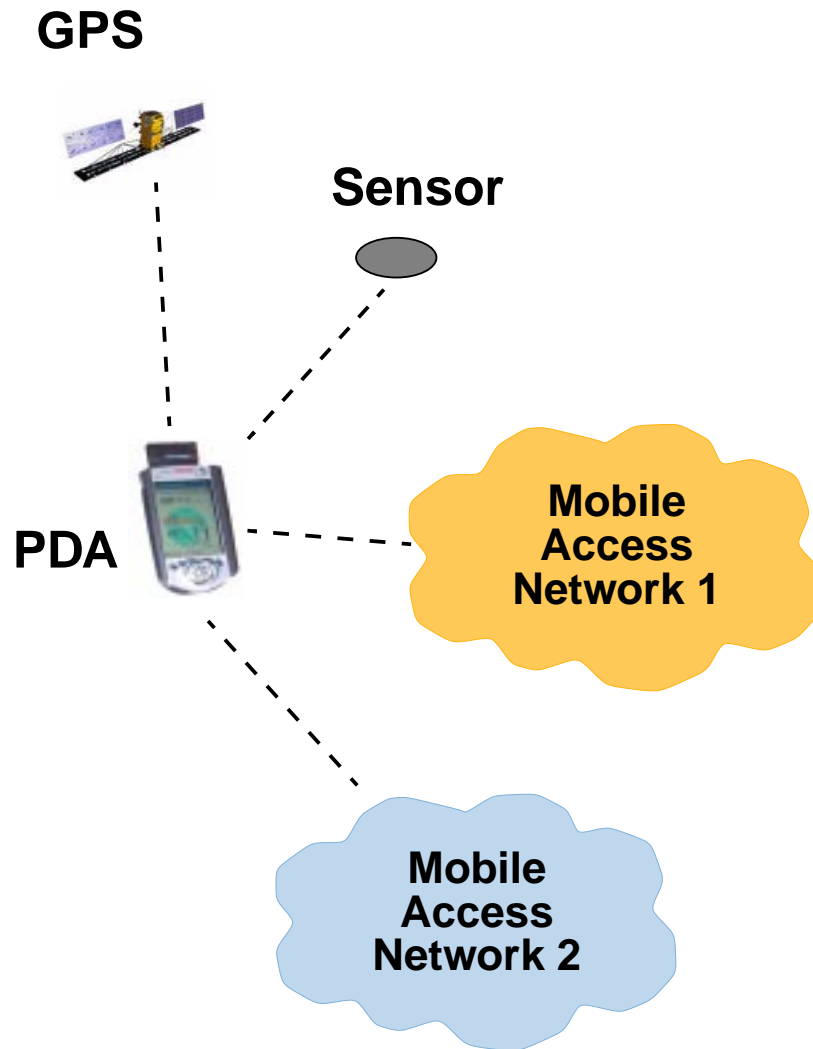 GPS
Sensor
PDA
Mobile
Access
Network 1
Mobile
Access
Network 2